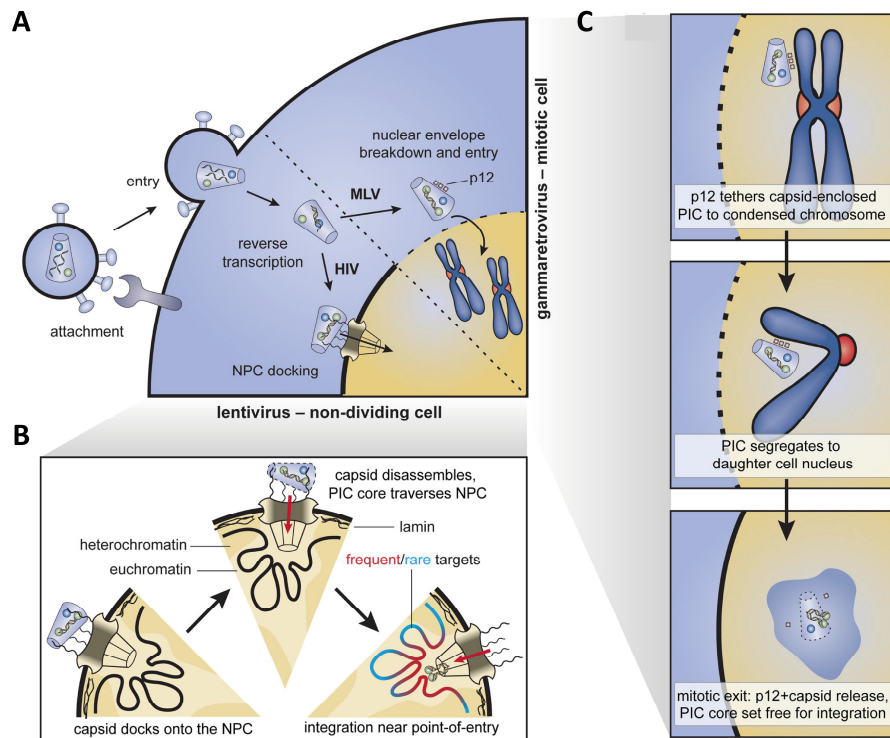 A
nuclear envelope
breakdown and entry
p12
entry
MLV
reverse
transcription
HIV
attachment
NPC docking
lentivirus – non-dividing cell
gammaretrovirus – mitotic cell
B
capsid disassembles,
PIC core traverses NPC
lamin
heterochromatin
euchromatin
frequent/rare targets
capsid docks onto the NPC
integration near point-of-entry
C
p12 tethers capsid-enclosed
PIC to condensed chromosome
PIC segregates to
daughter cell nucleus
mitotic exit: p12+capsid release,
PIC core set free for integration